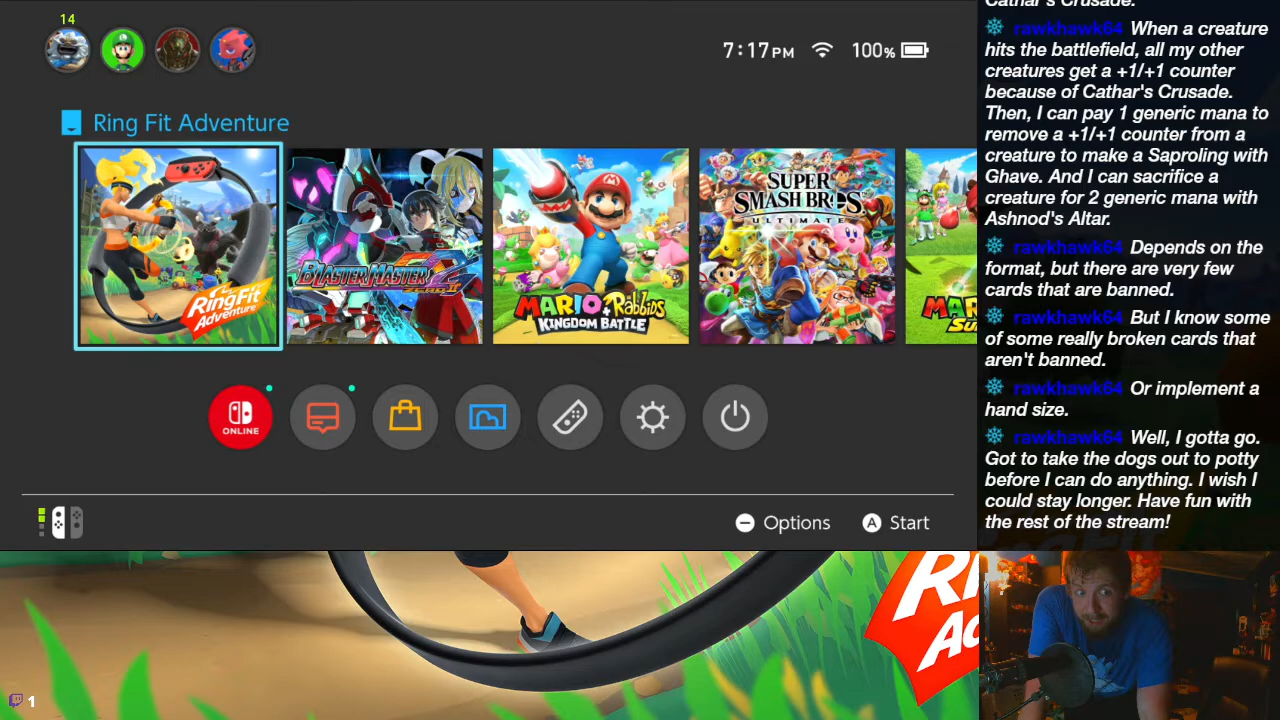 14
7:17PM
100%
Ring Fit Adventure
RingFit
Adventure
BLASTER MASTER
MARIO + Rabbids
KINGDOM BATTLE
SUPER
SMASH BROS.
ULTIMATE
MAR
SU
ONLINE
Options
A Start
Cathar's Crusade.
rawkhawk64 When a creature
hits the battlefield, all my other
creatures get a +1/+1 counter
because of Cathar's Crusade.
Then, I can pay 1 generic mana to
remove a +1/+1 counter from a
creature to make a Saproling with
Ghave. And I can sacrifice a
creature for 2 generic mana with
Ashnod's Altar.
rawkhawk64 Depends on the
format, but there are very few
cards that are banned.
rawkhawk64 But I know some
of some really broken cards that
aren't banned.
rawkhawk64 Or implement a
hand size.
rawkhawk64 Well, I gotta go.
Got to take the dogs out to potty
before I can do anything. I wish I
could stay longer. Have fun with
the rest of the stream!
1